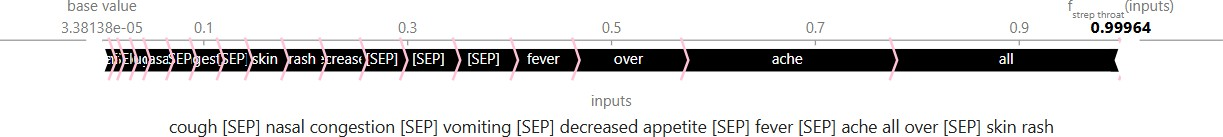 base value
f strep throat (inputs)
3.38138e-05 0.1 0.3 0.5 0.7 0.9 0.99964
skin rash [SEP] [SEP] [SEP] fever over ache all
inputs
cough [SEP] nasal congestion [SEP] vomiting [SEP] decreased appetite [SEP] fever [SEP] ache all over [SEP] skin rash